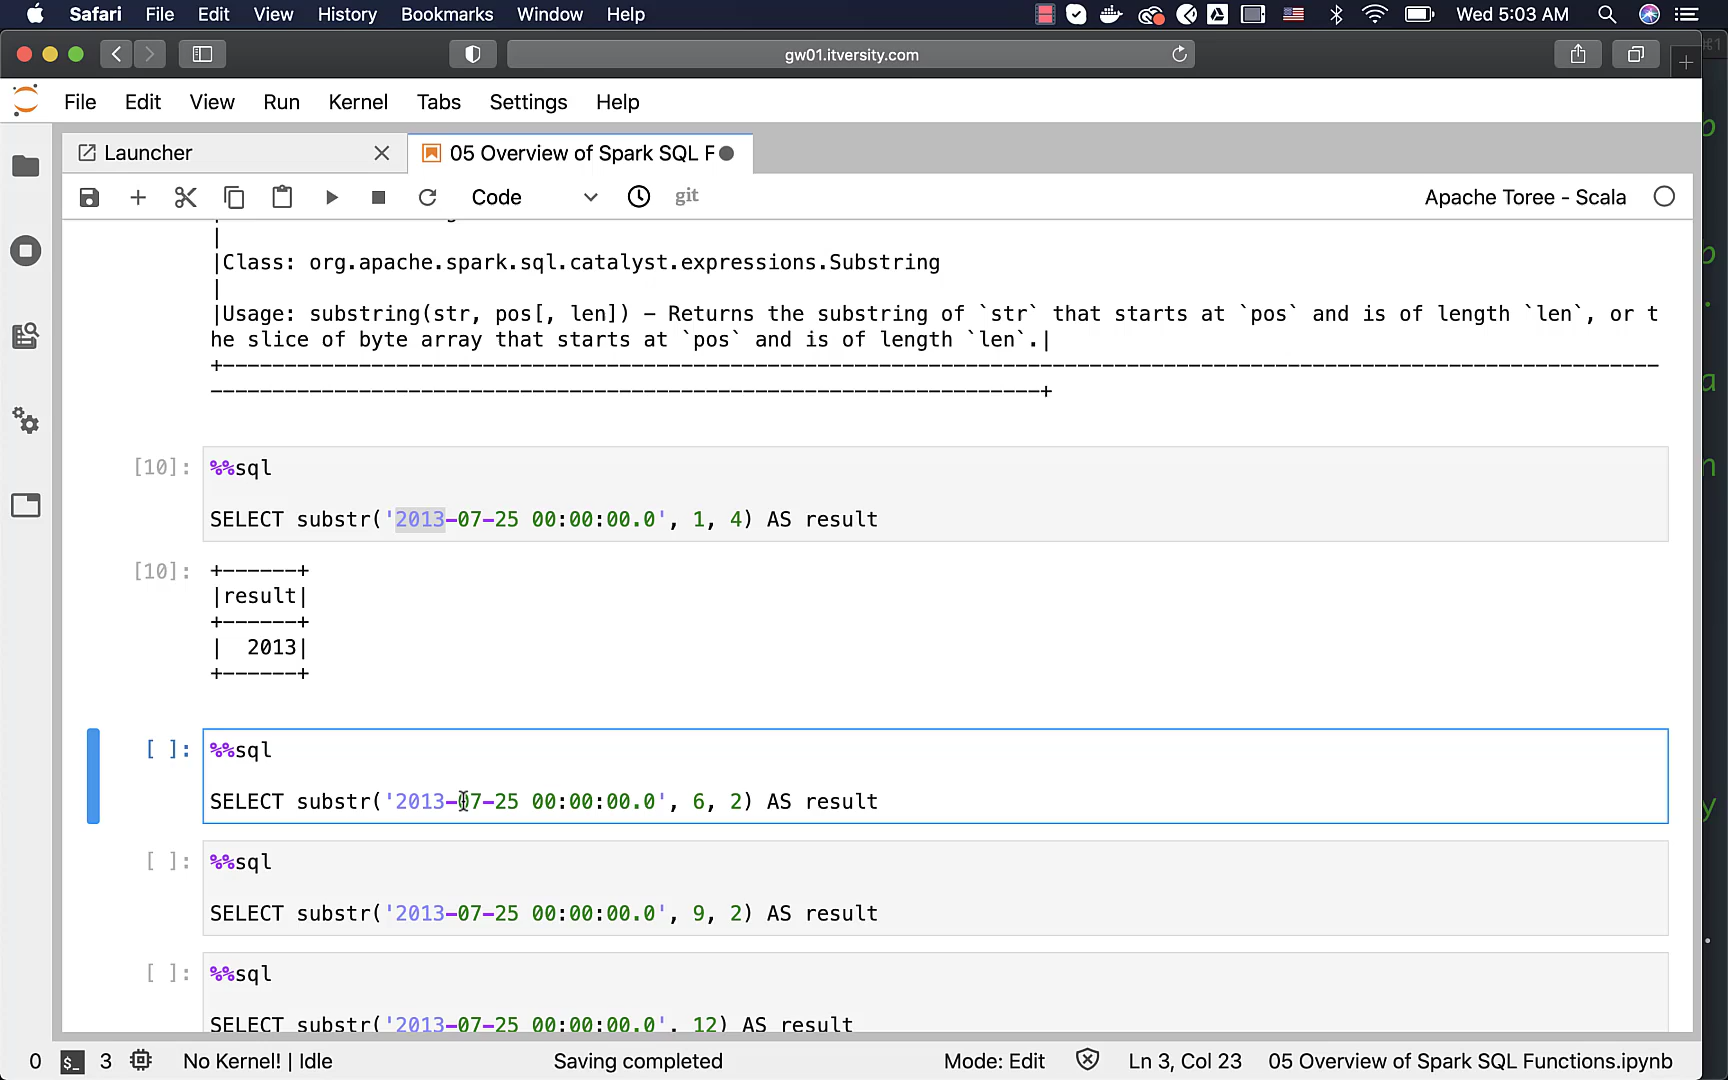 Safari File Edit View History Bookmarks Window Help Wed 5:03 AM
gw01.itversity.com
File Edit View Run Kernel Tabs Settings Help
Launcher 05 Overview of Spark SQL F
Code git Apache Toree - Scala
|
|Class: org.apache.spark.sql.catalyst.expressions.Substring
|
|Usage: substring(str, pos[, len]) - Returns the substring of `str` that starts at `pos` and is of length `len`, or t
he slice of byte array that starts at `pos` and is of length `len`.|
+-------------------------------------------------------------------------------------------------------------------
-------------------------------------------------------------------+
[10]: %%sql
SELECT substr('2013-07-25 00:00:00.0', 1, 4) AS result
[10]: +------+
|result|
+------+
|  2013|
+------+
[ ]: %%sql
SELECT substr('2013-07-25 00:00:00.0', 6, 2) AS result
[ ]: %%sql
SELECT substr('2013-07-25 00:00:00.0', 9, 2) AS result
[ ]: %%sql
SELECT substr('2013-07-25 00:00:00.0', 12) AS result
0 $_ 3 No Kernel! | Idle Saving completed Mode: Edit Ln 3, Col 23 05 Overview of Spark SQL Functions.ipynb